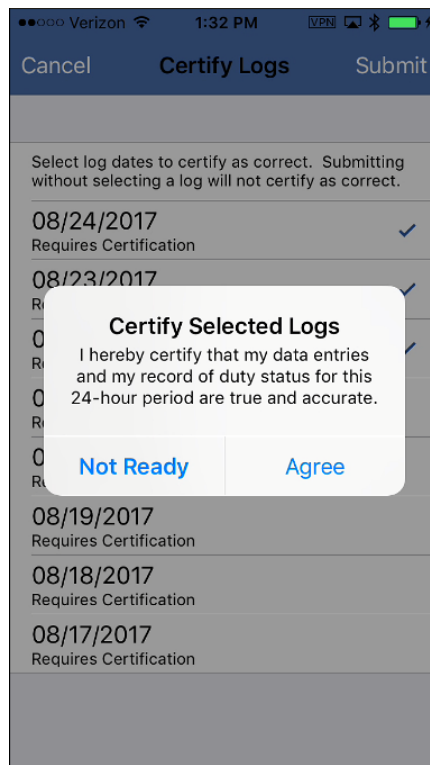 Verizon 1:32 PM VPN
Cancel Certify Logs Submit
Select log dates to certify as correct. Submitting
without selecting a log will not certify as correct.
08/24/2017
Requires Certification
08/23/2017
Certify Selected Logs
I hereby certify that my data entries
and my record of duty status for this
24-hour period are true and accurate.
Not Ready Agree
08/19/2017
Requires Certification
08/18/2017
Requires Certification
08/17/2017
Requires Certification